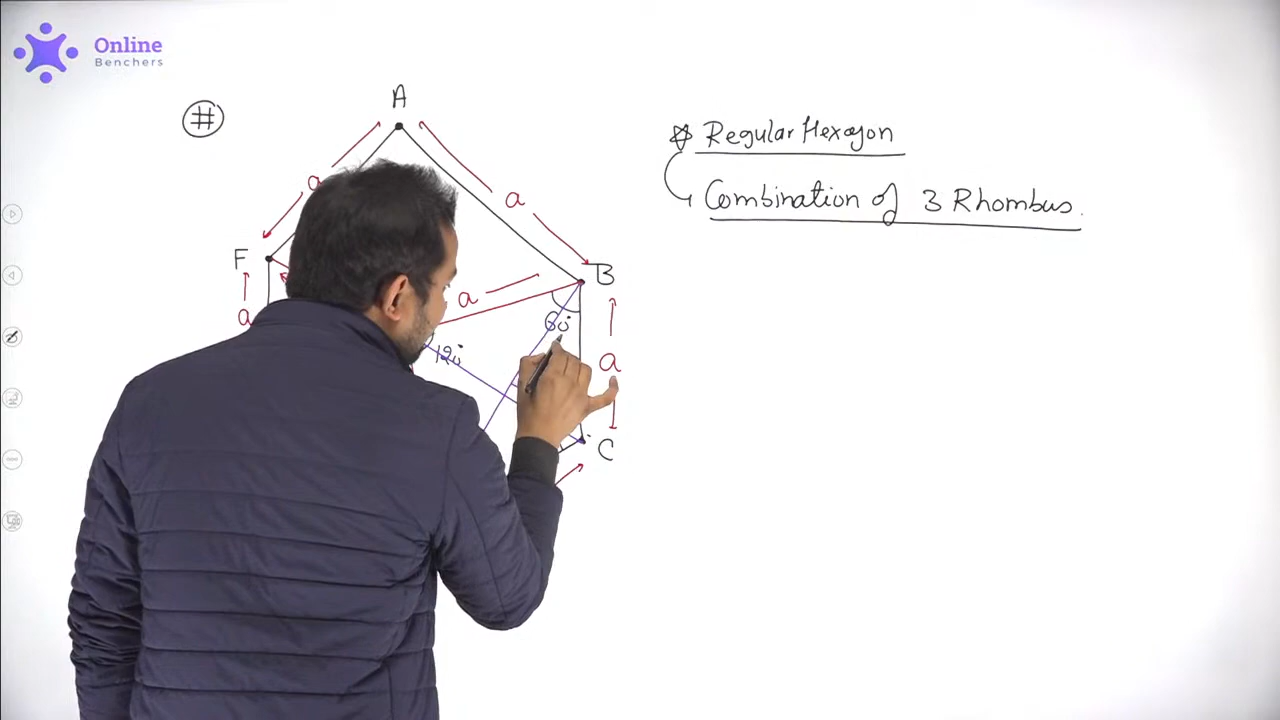 Online
Benchers
#
A
Regular Hexagon
Combination of 3 Rhombus.
a
a
F
B
a
a
60°
120°
a
C